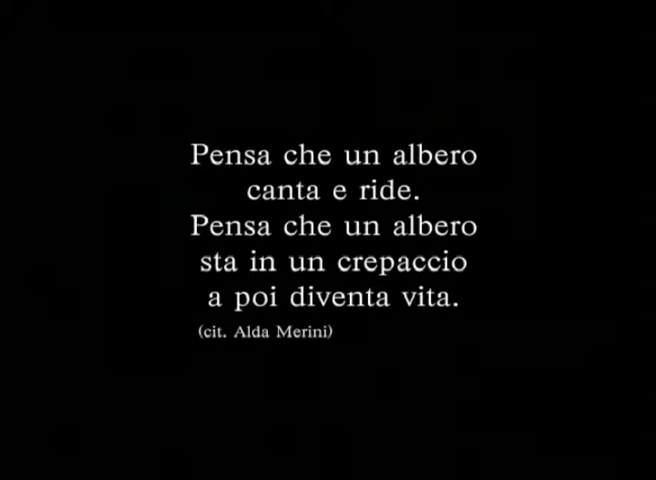 Pensa che un albero
canta e ride.
Pensa che un albero
sta in un crepaccio
a poi diventa vita.
(cit. Alda Merini)